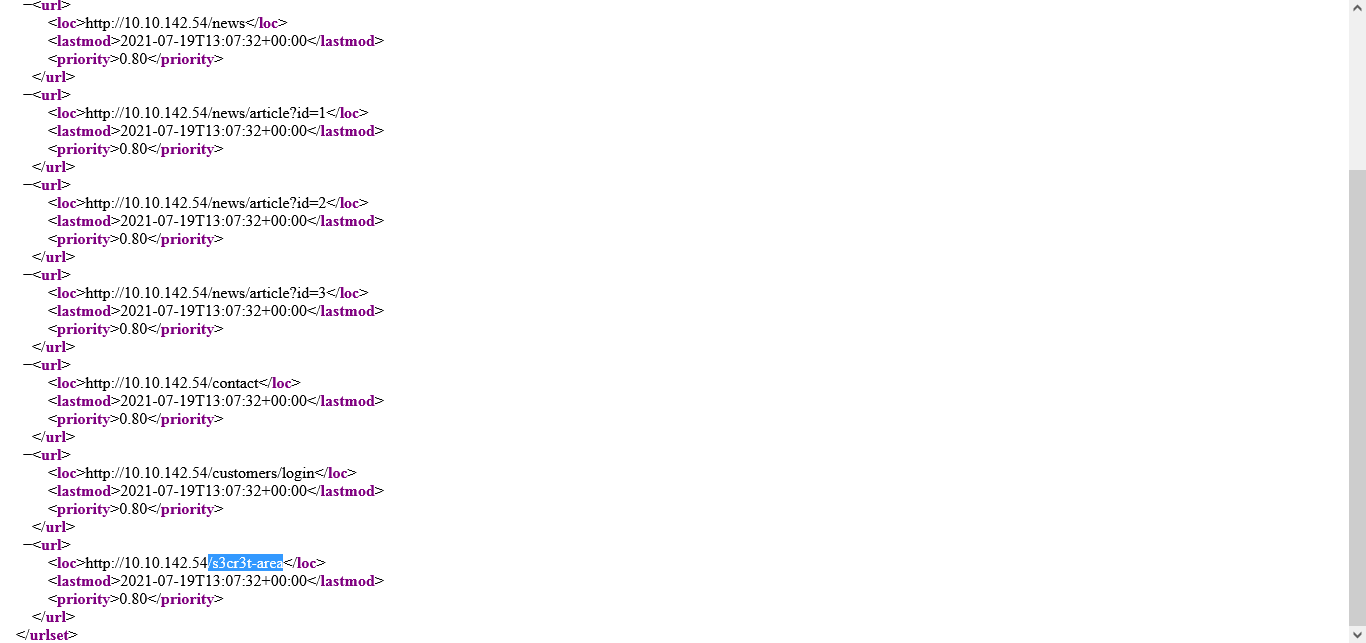 −<url>
<loc>http://10.10.142.54/news</loc>
<lastmod>2021-07-19T13:07:32+00:00</lastmod>
<priority>0.80</priority>
</url>
−<url>
<loc>http://10.10.142.54/news/article?id=1</loc>
<lastmod>2021-07-19T13:07:32+00:00</lastmod>
<priority>0.80</priority>
</url>
−<url>
<loc>http://10.10.142.54/news/article?id=2</loc>
<lastmod>2021-07-19T13:07:32+00:00</lastmod>
<priority>0.80</priority>
</url>
−<url>
<loc>http://10.10.142.54/news/article?id=3</loc>
<lastmod>2021-07-19T13:07:32+00:00</lastmod>
<priority>0.80</priority>
</url>
−<url>
<loc>http://10.10.142.54/contact</loc>
<lastmod>2021-07-19T13:07:32+00:00</lastmod>
<priority>0.80</priority>
</url>
−<url>
<loc>http://10.10.142.54/customers/login</loc>
<lastmod>2021-07-19T13:07:32+00:00</lastmod>
<priority>0.80</priority>
</url>
−<url>
<loc>http://10.10.142.54/s3cr3t-area</loc>
<lastmod>2021-07-19T13:07:32+00:00</lastmod>
<priority>0.80</priority>
</url>
</urlset>